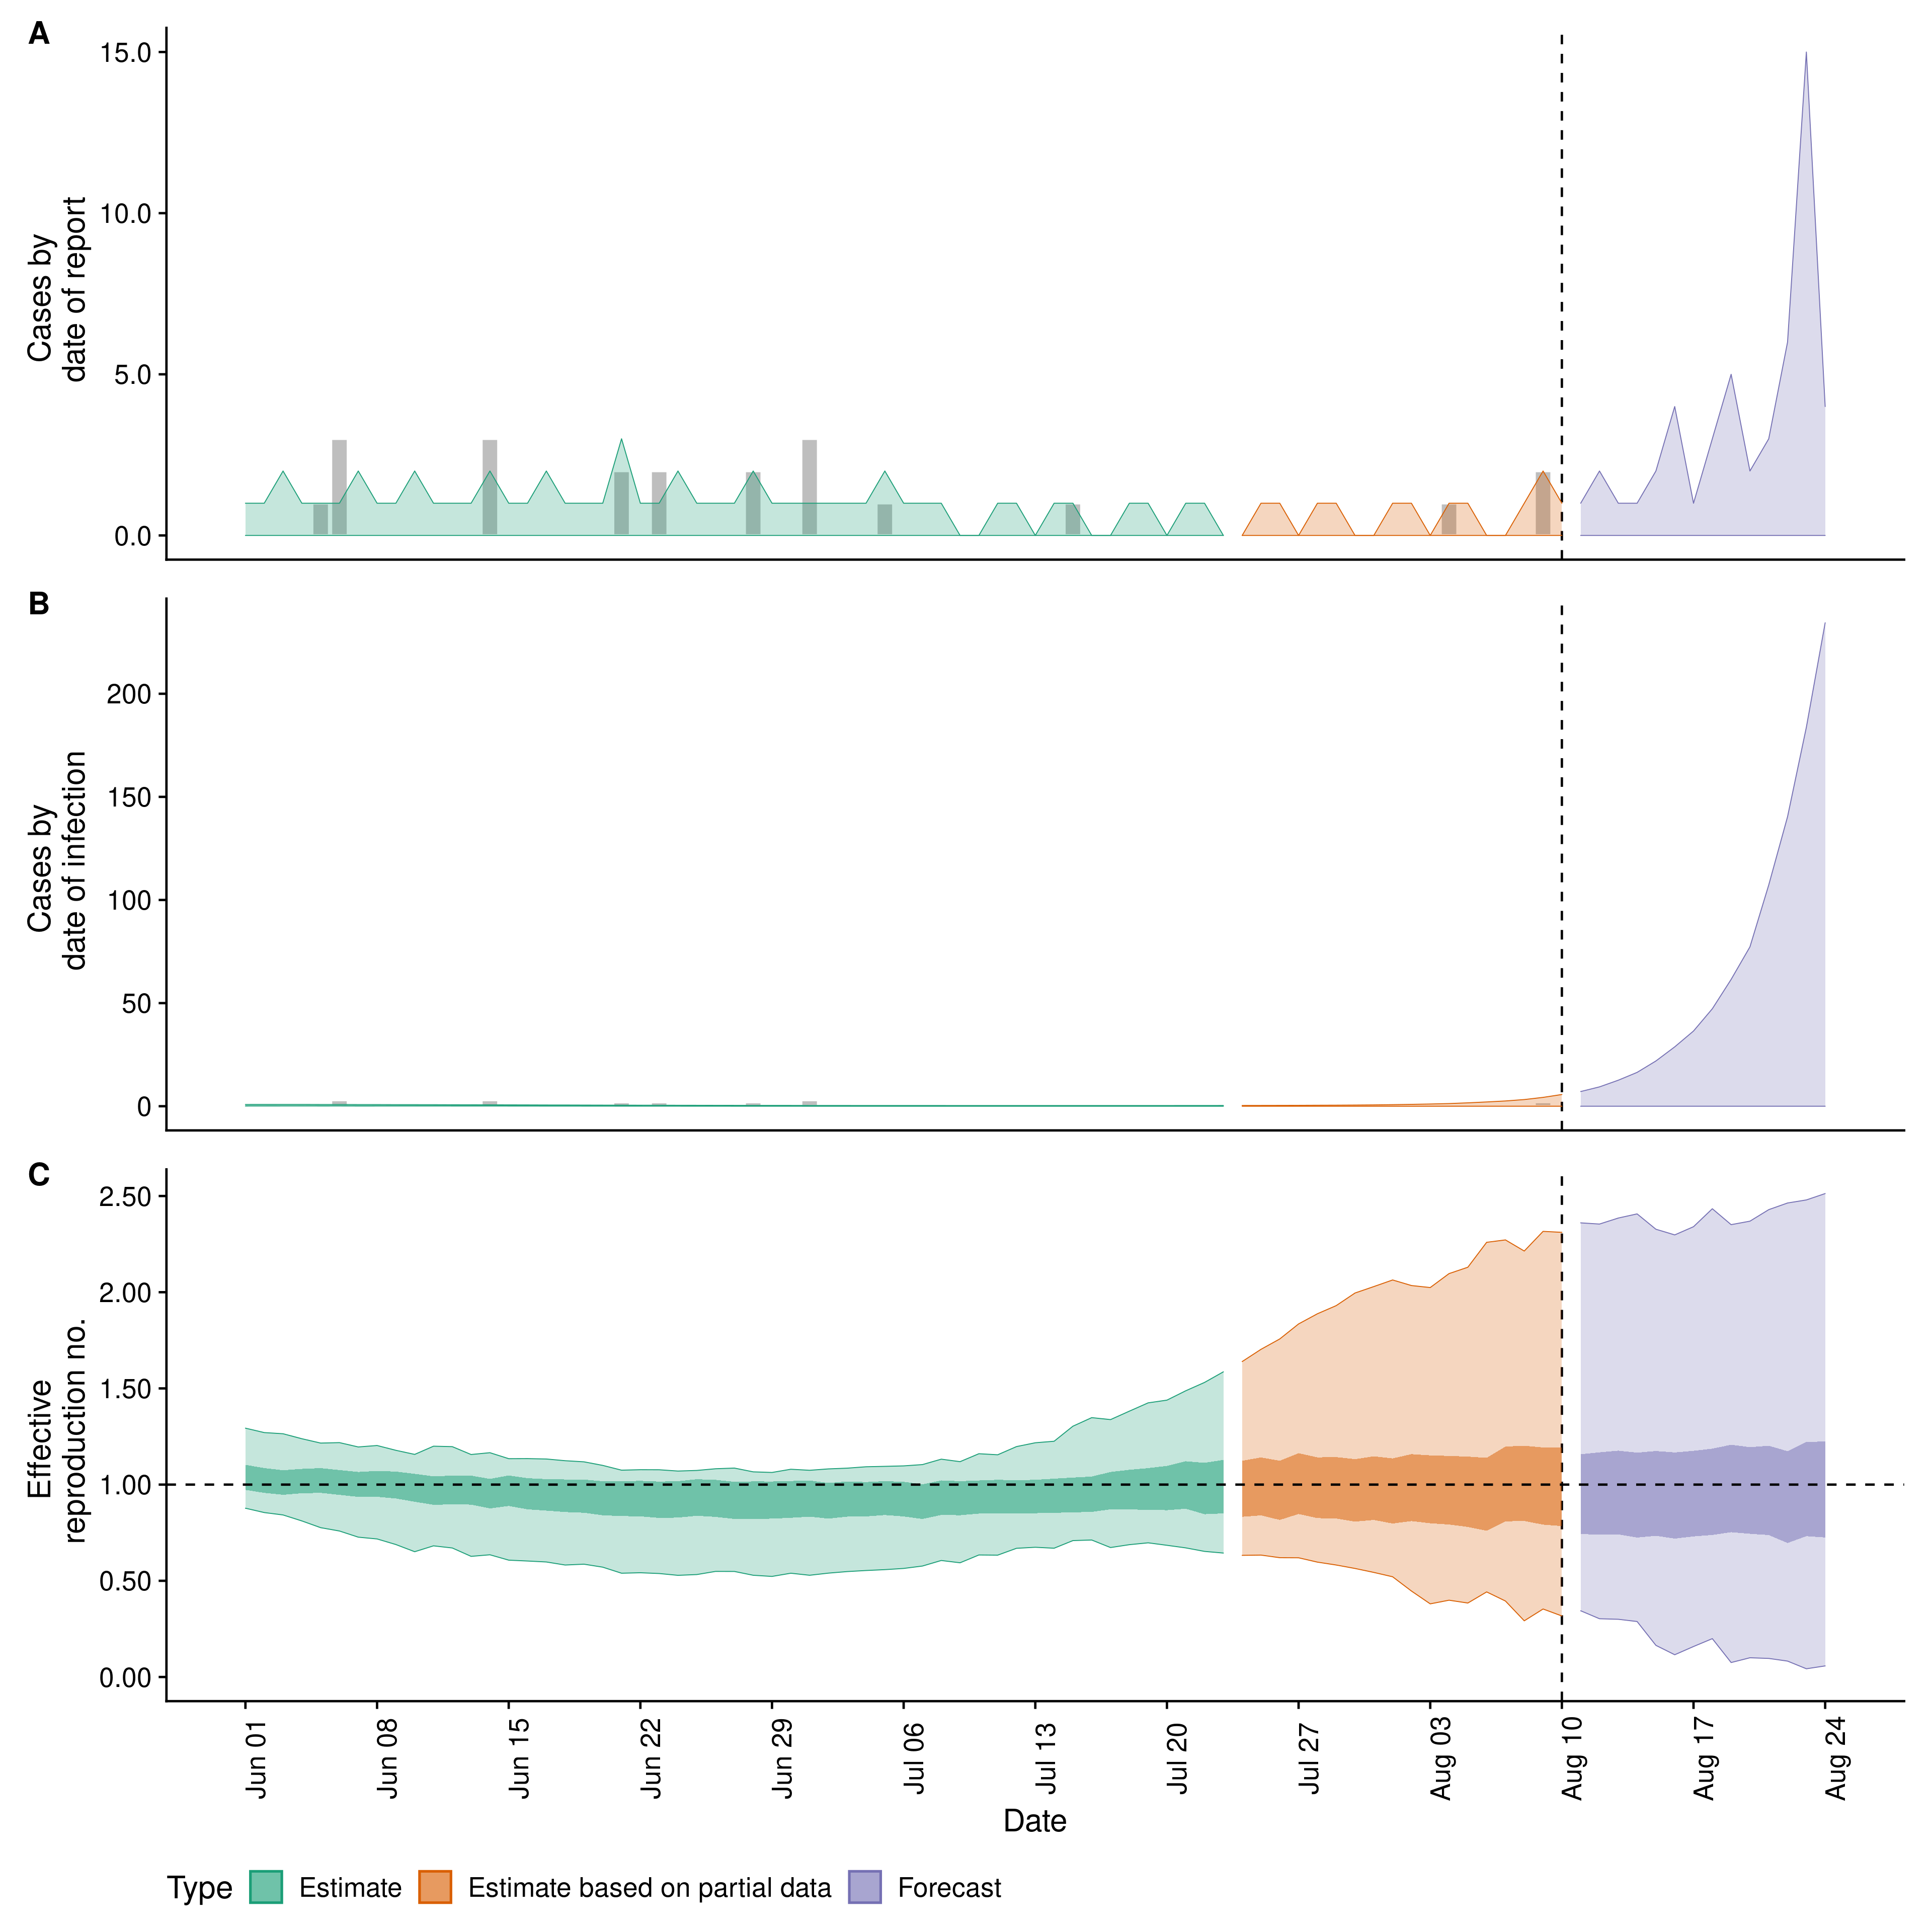 A
Cases by
date of report
15.0
10.0
5.0
0.0
B
Cases by
date of infection
200
150
100
50
0
C
Effective
reproduction no.
2.50
2.00
1.50
1.00
0.50
0.00
Jun 01
Jun 08
Jun 15
Jun 22
Jun 29
Jul 06
Jul 13
Jul 20
Jul 27
Aug 03
Aug 10
Aug 17
Aug 24
Date
Type Estimate Estimate based on partial data Forecast